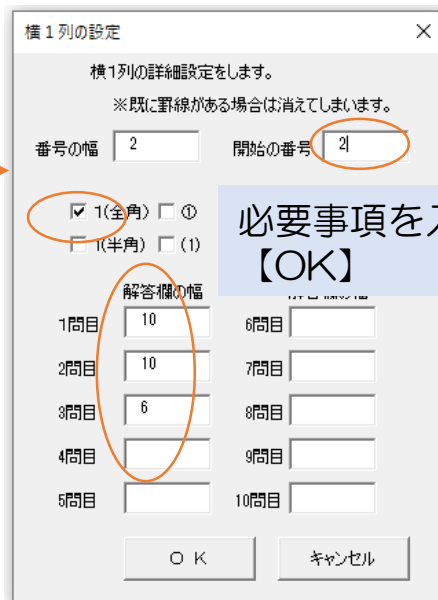 横１列の設定
横1列の詳細設定をします。
※既に罫線がある場合は消えてしまいます。
番号の幅 2 開始の番号 2
1(全角) ①
1(半角) (1)
必要事項を入
【OK】
解答欄の幅
1問目 10 6問目
2問目 10 7問目
3問目 6 8問目
4問目 9問目
5問目 10問目
ＯＫ キャンセル